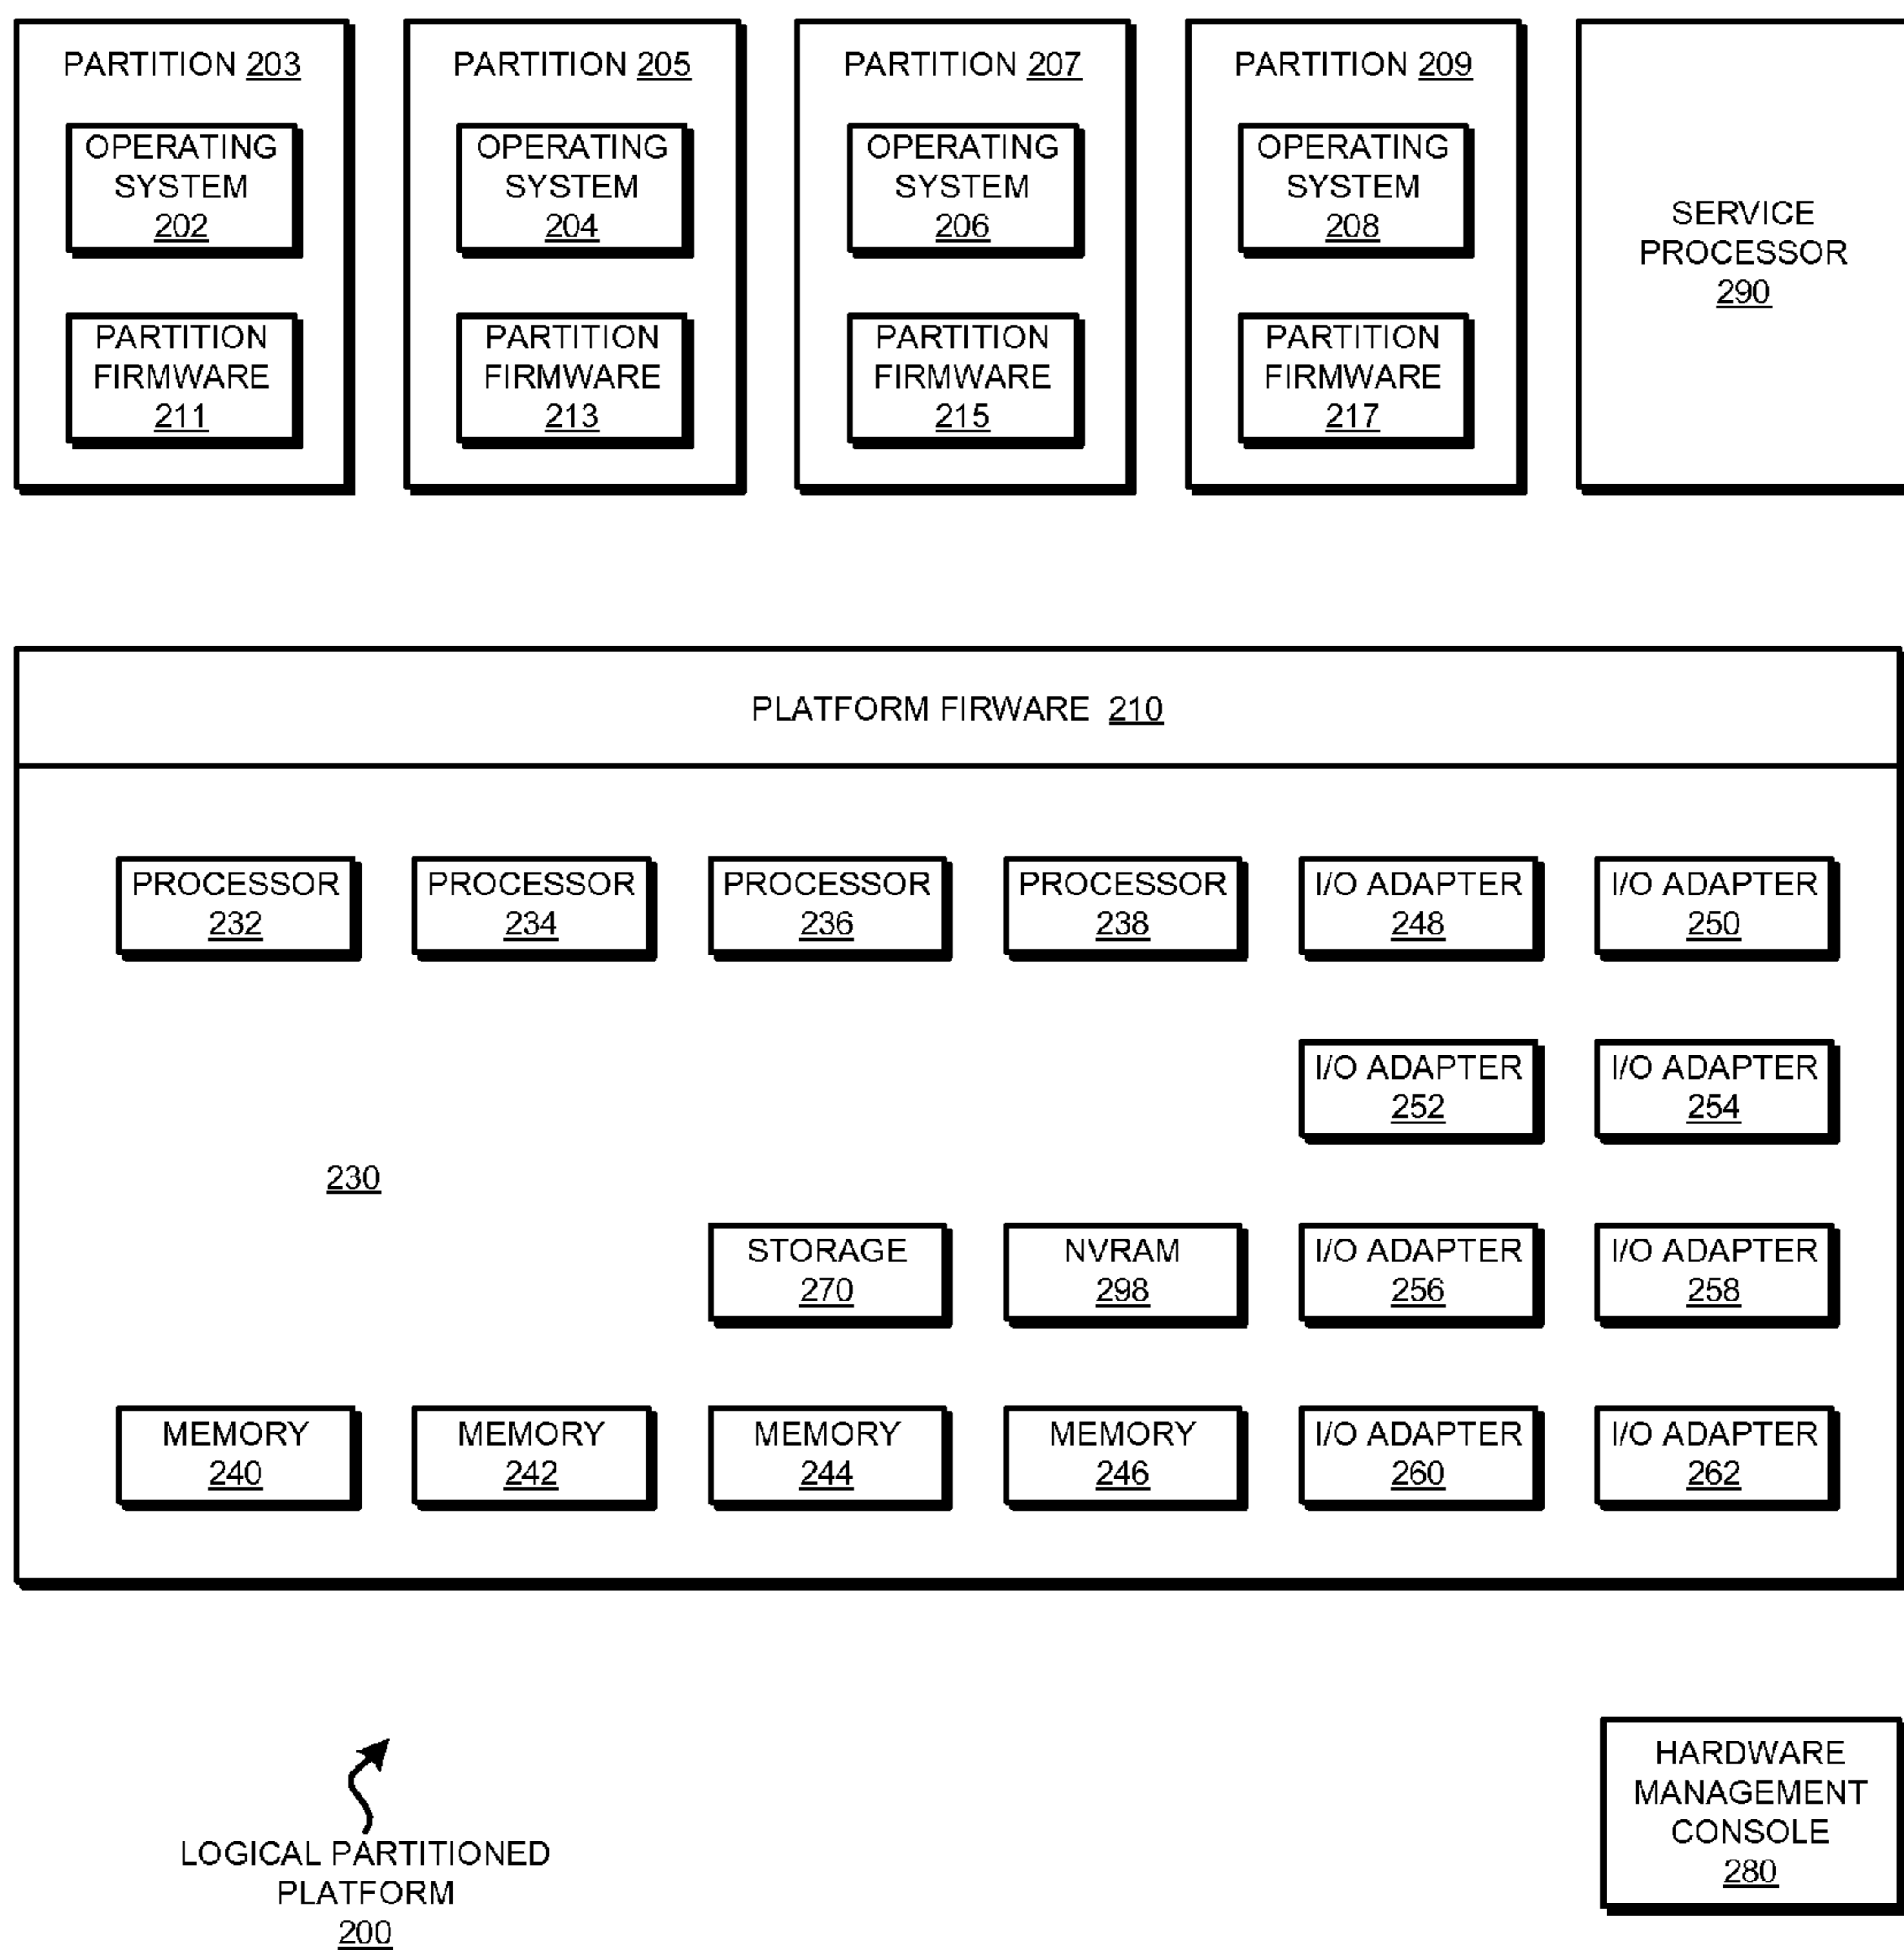 PARTITION 203
OPERATING
SYSTEM
202
PARTITION
FIRMWARE
211
PARTITION 205
OPERATING
SYSTEM
204
PARTITION
FIRMWARE
213
PARTITION 207
OPERATING
SYSTEM
206
PARTITION
FIRMWARE
215
PARTITION 209
OPERATING
SYSTEM
208
PARTITION
FIRMWARE
217
SERVICE
PROCESSOR
290
PLATFORM FIRWARE 210
PROCESSOR
232
PROCESSOR
234
PROCESSOR
236
PROCESSOR
238
I/O ADAPTER
248
I/O ADAPTER
250
I/O ADAPTER
252
I/O ADAPTER
254
230
STORAGE
270
NVRAM
298
I/O ADAPTER
256
I/O ADAPTER
258
MEMORY
240
MEMORY
242
MEMORY
244
MEMORY
246
I/O ADAPTER
260
I/O ADAPTER
262
LOGICAL PARTITIONED
PLATFORM
200
HARDWARE
MANAGEMENT
CONSOLE
280